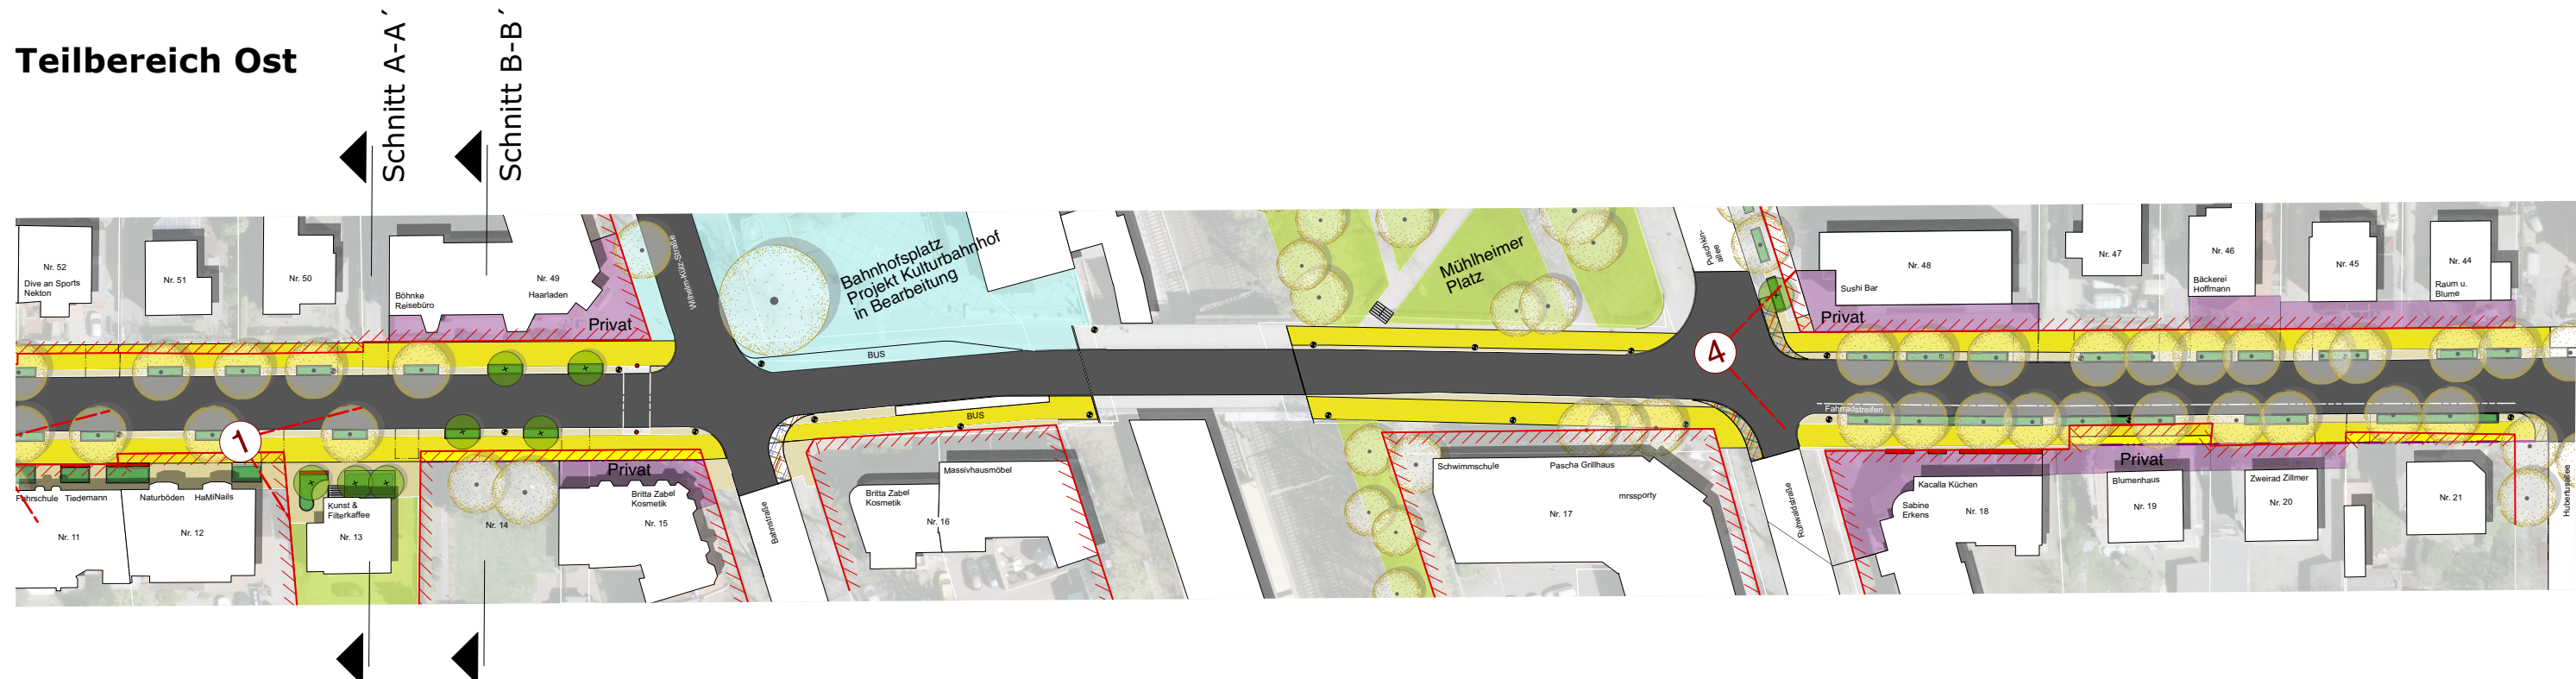 Teilbereich Ost
Schnitt A-A´
Schnitt B-B´
Nr. 52
Dive an Sports
Nekton
Nr. 51
Nr. 50
Böhnke
Reisebüro
Nr. 49
Haarladen
Privat
Wilhelm-Külz-Straße
Bahnhofsplatz
Projekt Kulturbahnhof
in Bearbeitung
BUS
Mühlheimer
Platz
Puschkin-
allee
Nr. 48
Sushi Bar
Privat
Nr. 47
Nr. 46
Bäckerei
Hoffmann
Nr. 45
Nr. 44
Raum u.
Blume
1
4
BUS
Fahrradstreifen
Fahrschule
Tiedemann
Nr. 11
Naturböden
HaMiNails
Nr. 12
Kunst &
Filterkaffee
Nr. 13
Nr. 14
Privat
Britta Zabel
Kosmetik
Nr. 15
Bahnstraße
Britta Zabel
Kosmetik
Nr. 16
Massivhausmöbel
Schwimmschule
Pascha Grillhaus
mrssporty
Nr. 17
Ruhwaldstraße
Kacalla Küchen
Sabine
Erkens
Nr. 18
Privat
Blumenhaus
Nr. 19
Zweirad Zillmer
Nr. 20
Nr. 21
Hubertusallee